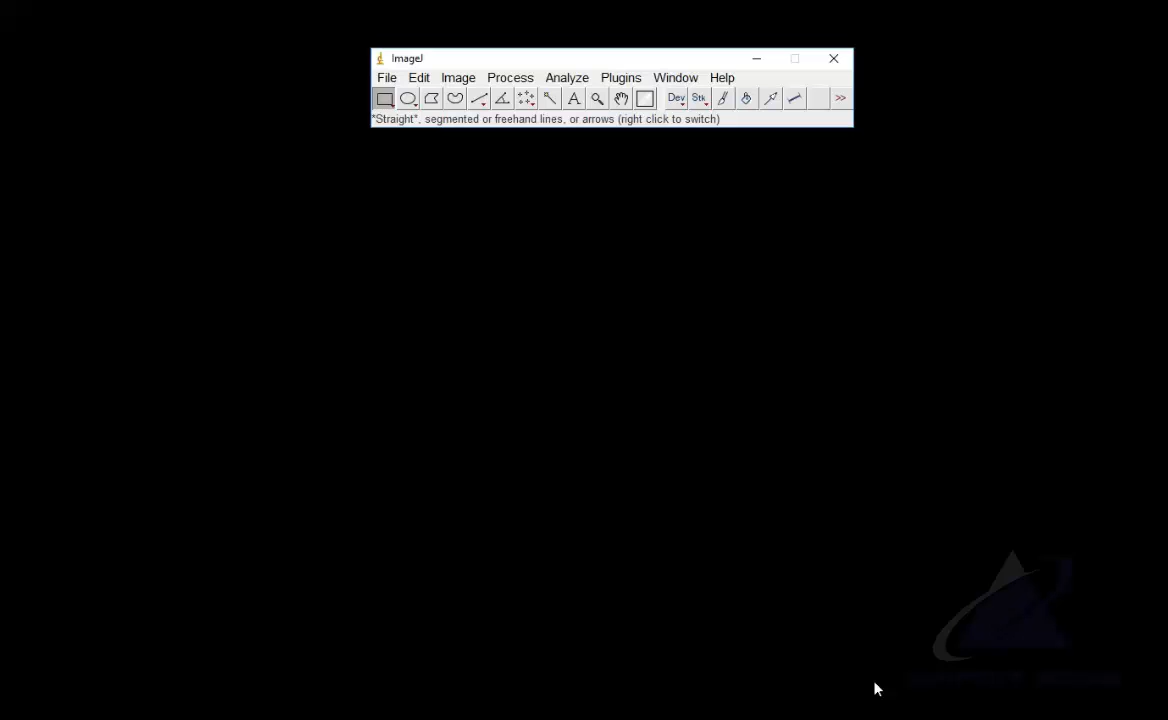 ImageJ
File Edit Image Process Analyze Plugins Window Help
A Dev Stk >>
*Straight*, segmented or freehand lines, or arrows (right click to switch)